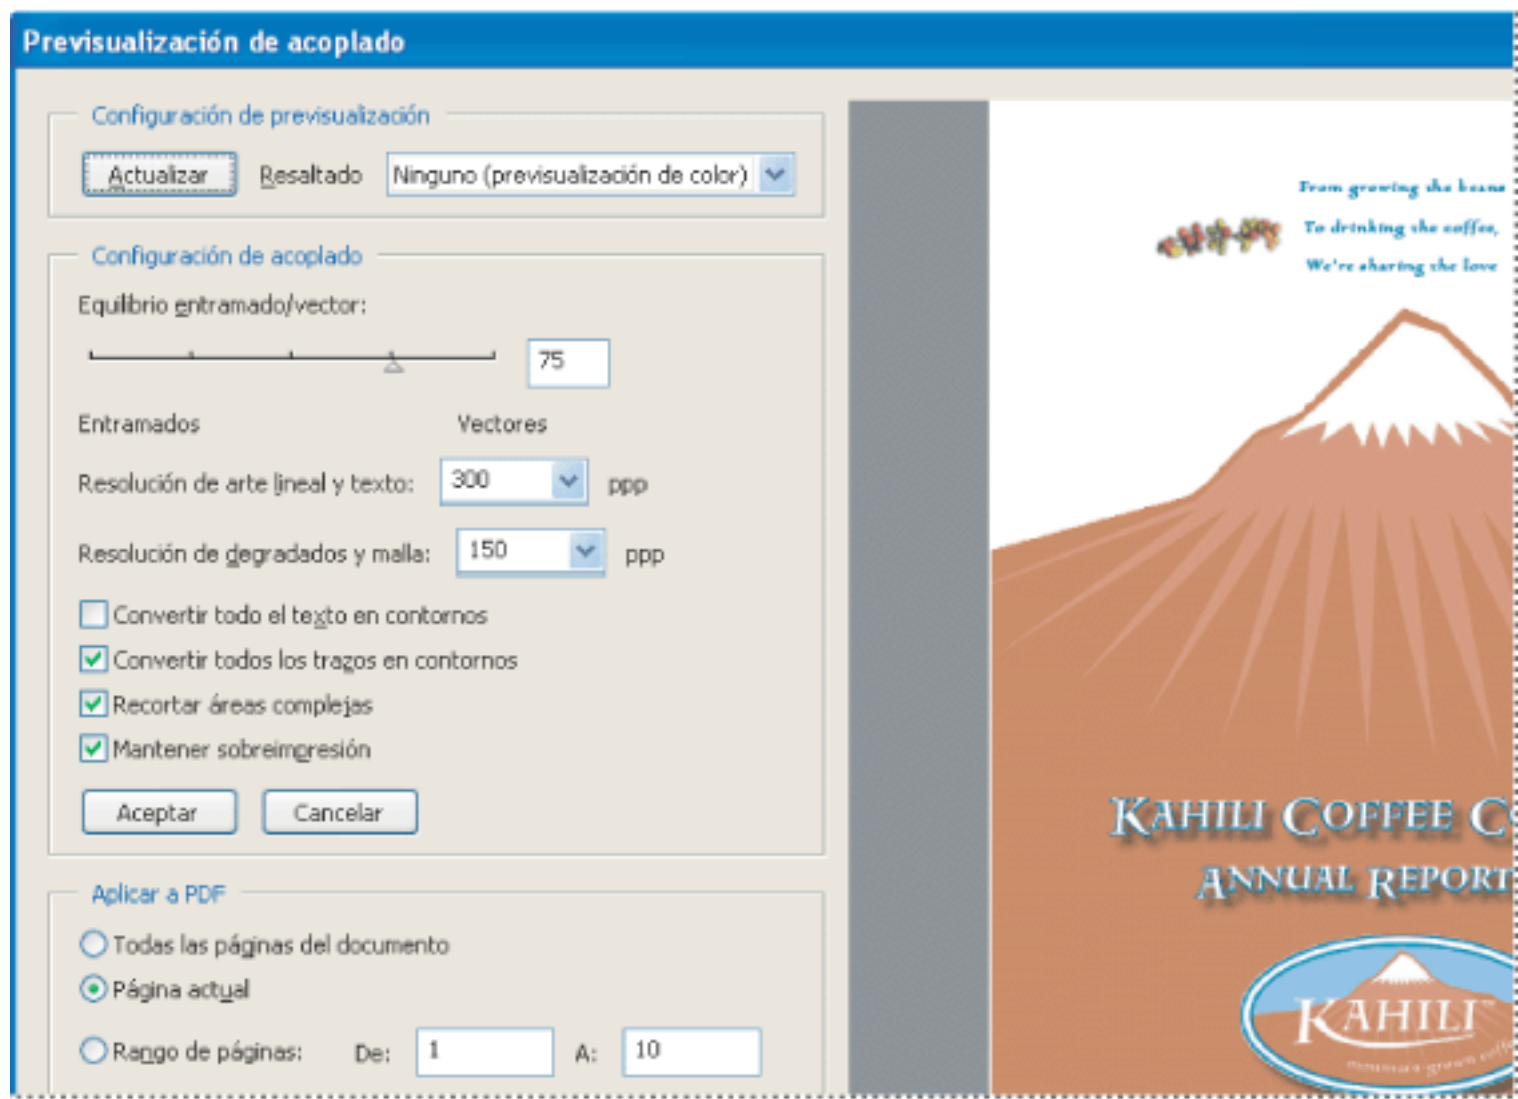 Previsualización de acoplado
Configuración de previsualización
Actualizar Resaltado Ninguno (previsualización de color)
Configuración de acoplado
Equilibrio entramado/vector:
75
Entramados Vectores
Resolución de arte lineal y texto: 300 ppp
Resolución de degradados y malla: 150 ppp
Convertir todo el texto en contornos
Convertir todos los trazos en contornos
Recortar áreas complejas
Mantener sobreimpresión
Aceptar Cancelar
Aplicar a PDF
Todas las páginas del documento
Página actual
Rango de páginas: De: 1 A: 10
From growing the beans
To drinking the coffee,
We're sharing the love
KAHILI COFFEE C
ANNUAL REPORT
KAHILI™
mountain-grown coff